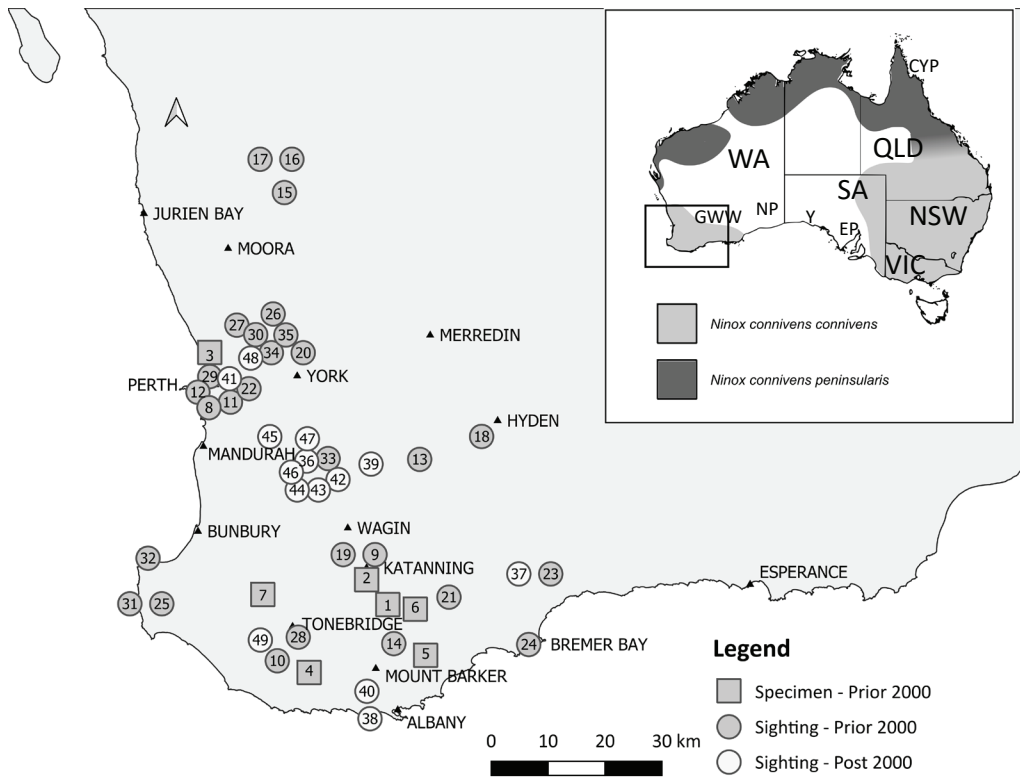 CYP
WA
QLD
SA
GWW
NP
Y
EP
NSW
VIC
Ninox connivens connivens
Ninox connivens peninsularis
17 16
15
JURIEN BAY
MOORA
26
27
30 35
MERREDIN
3
48 34 20
29 41
YORK
PERTH
12 22
8 11
HYDEN
45 47
18
MANDURAH
36 33
39
13
46
42
44 43
BUNBURY
WAGIN
32
19 9
KATANNING
2
37 23
ESPERANCE
31 25
7
1 6
21
TONEBRIDGE
49 28
14
24 BREMER BAY
10
4
5
MOUNT BARKER
40
38
ALBANY
Legend
Specimen - Prior 2000
Sighting - Prior 2000
Sighting - Post 2000
0 10 20 30 km